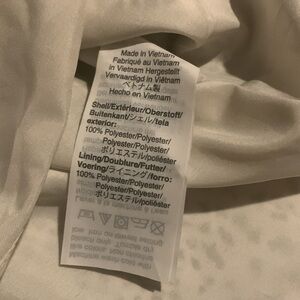 Made In Vietnam
Fabriqué au Vietnam
in Vietnam Hergestellt
Vervaardigd in Viëtnam
ベトナム製
Hecho en Vietnam
Shell/Extérieur/Oberstoff/
Buitenkant/シェル/tela
exterior:
100% Polyester/Polyester/
Polyester/Polyester/
ポリエステル/poliéster
Lining/Doublure/Futter/
Voering/ライニング/forro:
100% Polyester/Polyester/
Polyester/Polyester/
ポリエステル/poliéster